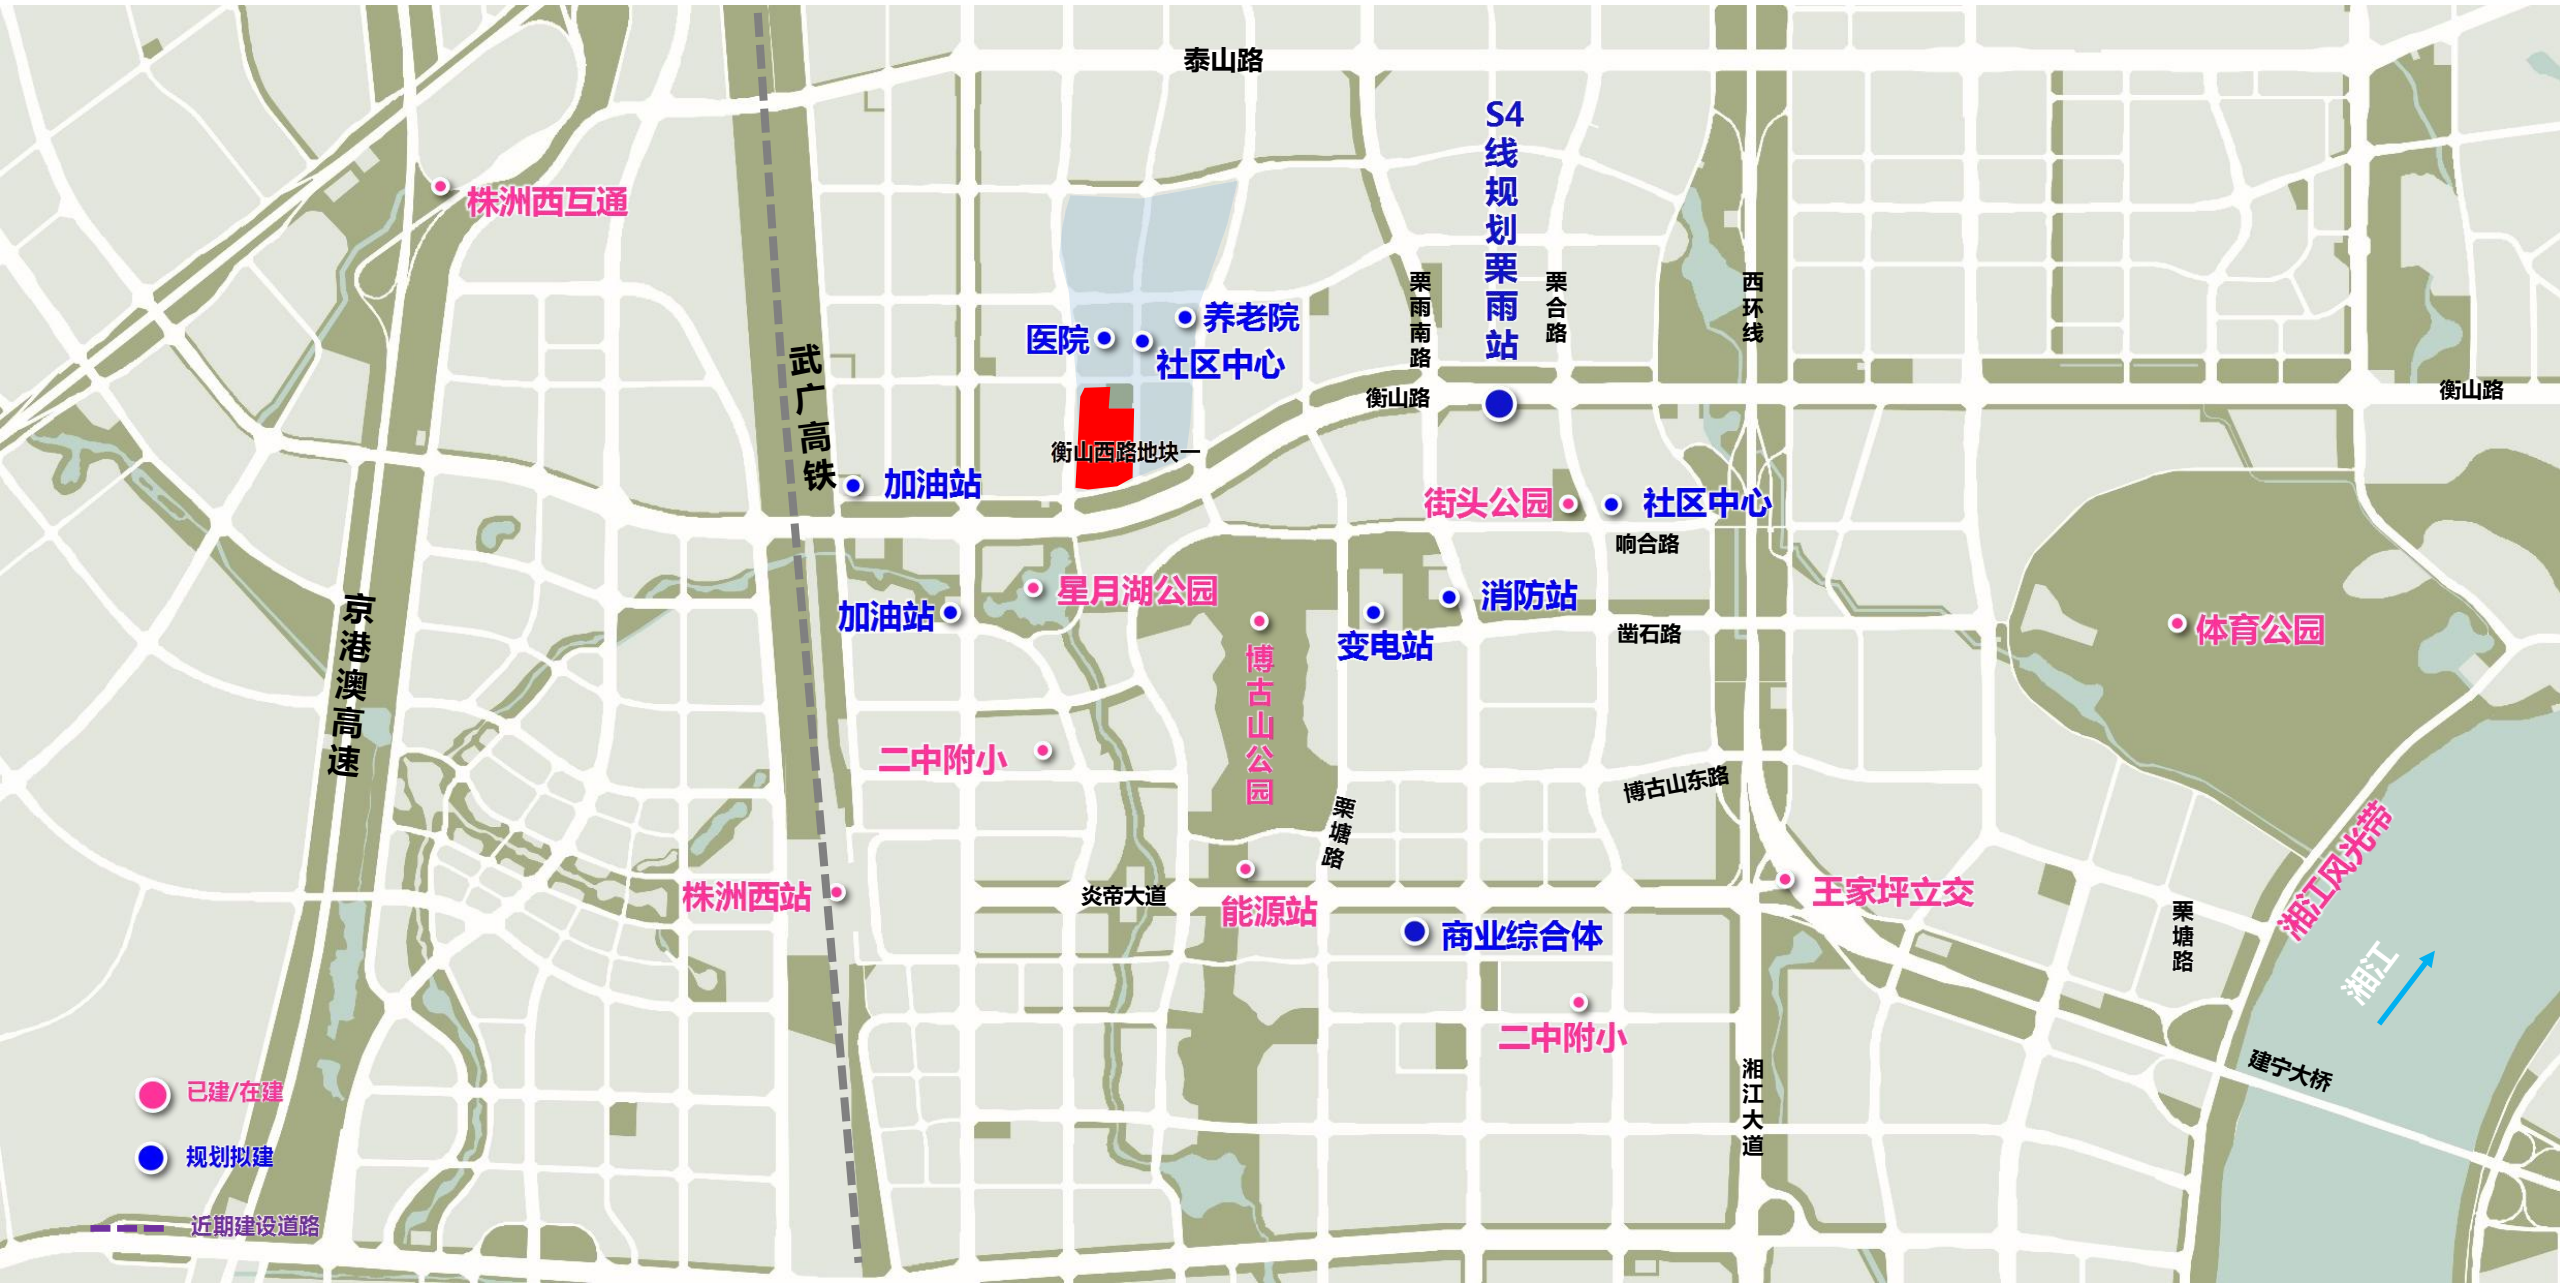 泰山路
S4线规划栗雨站
株洲西互通
栗雨南路
栗合路
西环线
养老院
医院
社区中心
武广高铁
衡山路
衡山路
衡山西路地块一
加油站
街头公园
社区中心
响合路
京港澳高速
星月湖公园
加油站
消防站
变电站
凿石路
体育公园
博古山公园
二中附小
博古山东路
栗塘路
湘江风光带
株洲西站
炎帝大道
能源站
王家坪立交
商业综合体
栗塘路
湘江
二中附小
湘江大道
建宁大桥
已建/在建
规划拟建
近期建设道路